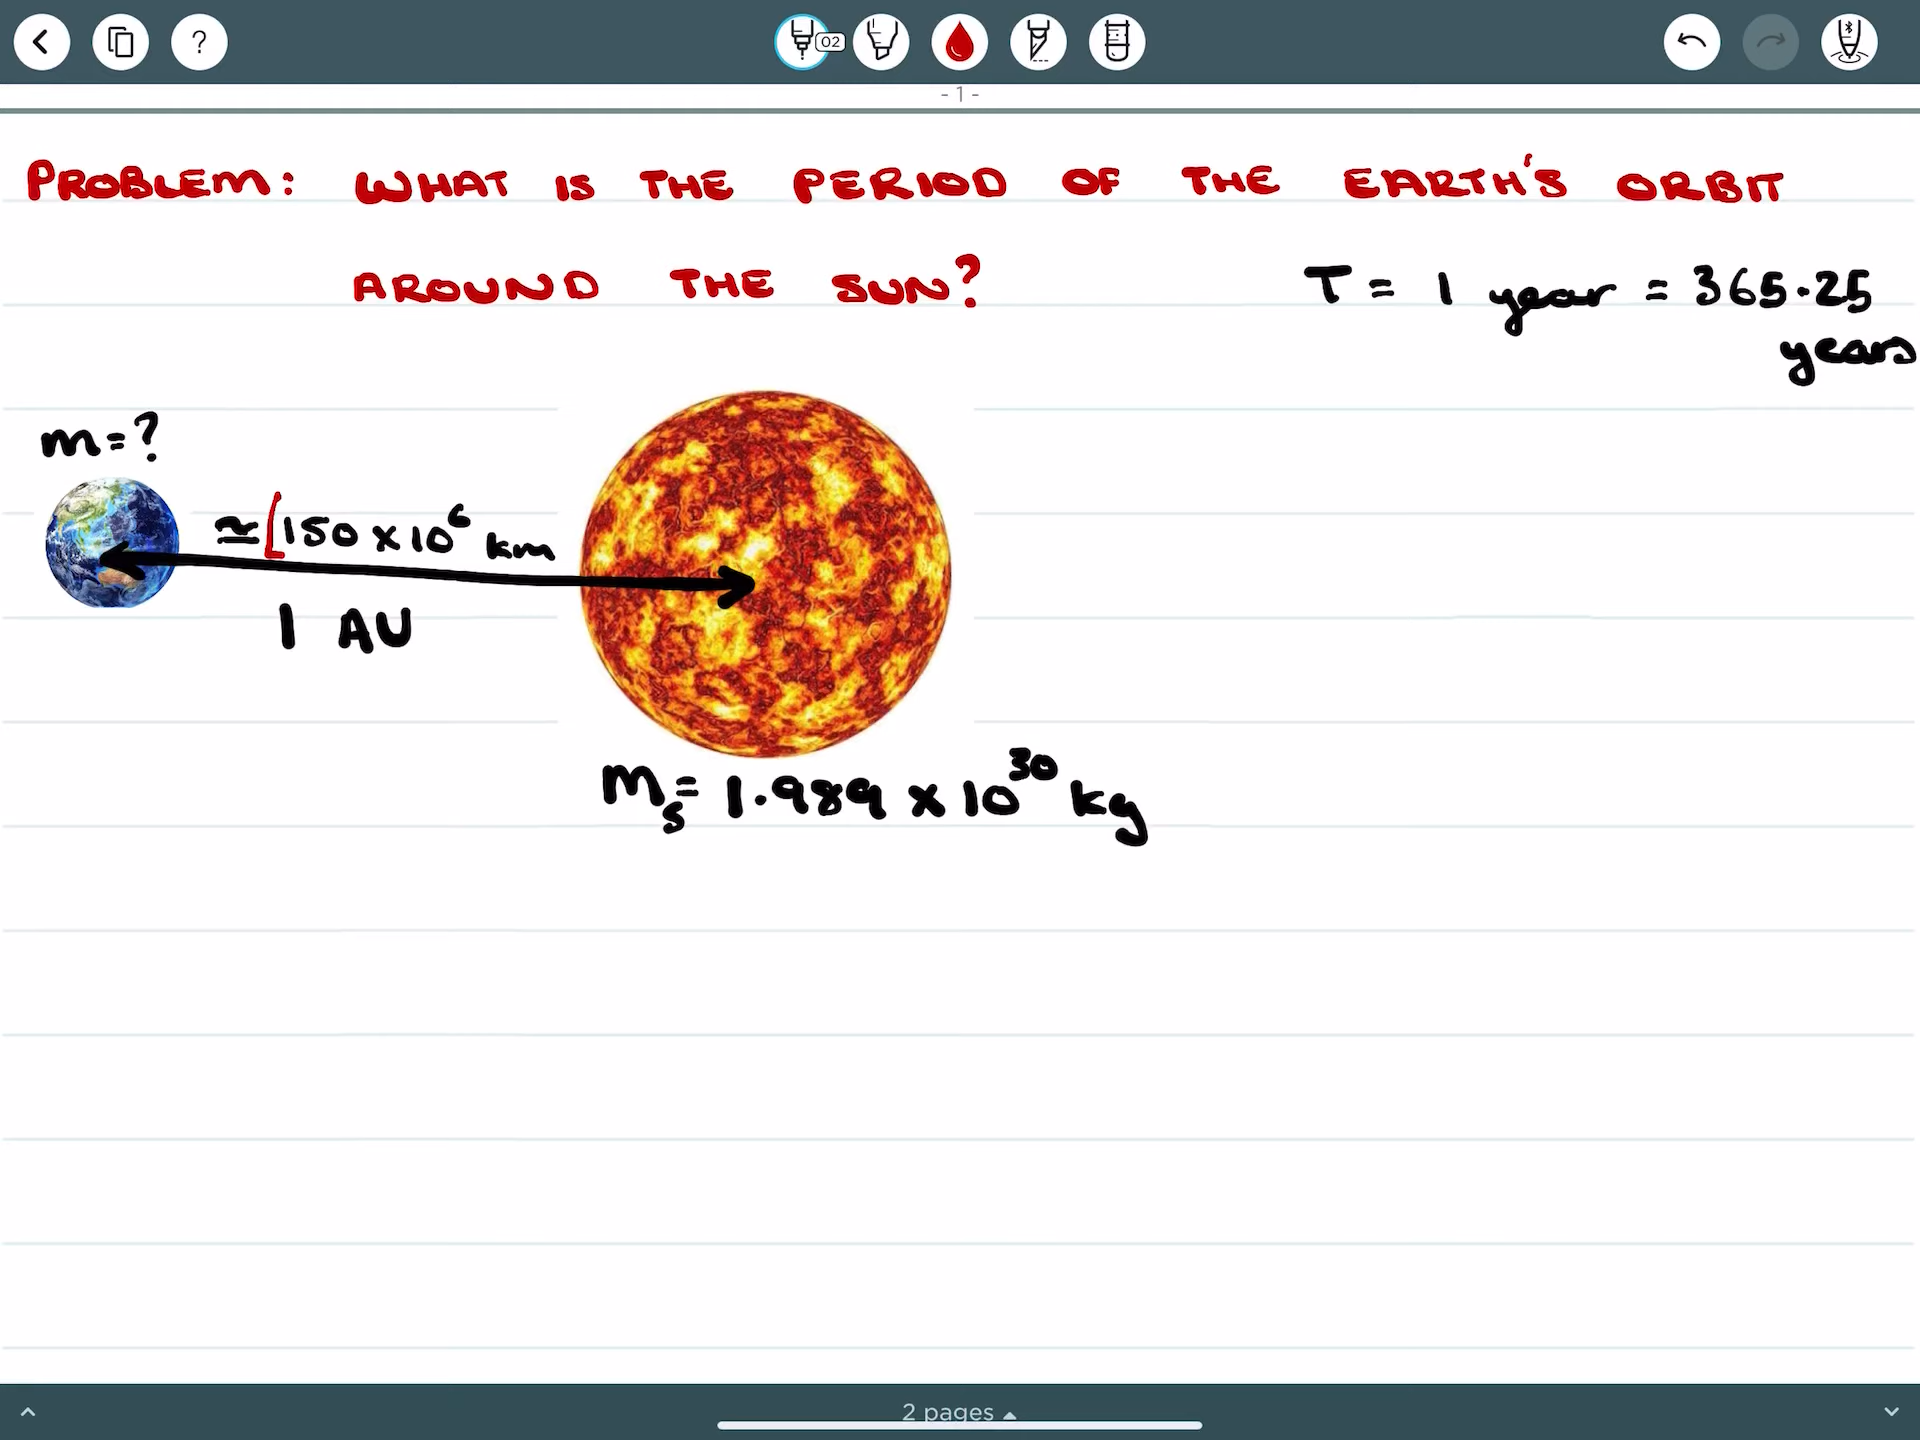 02
- 1 -
PROBLEM: WHAT IS THE PERIOD OF THE EARTH'S ORBIT
AROUND THE SUN?
T = 1 year = 365.25
years
m=?
≅ 150 x 10⁶ km
1 AU
Ms = 1.989 x 10³⁰ kg
2 pages